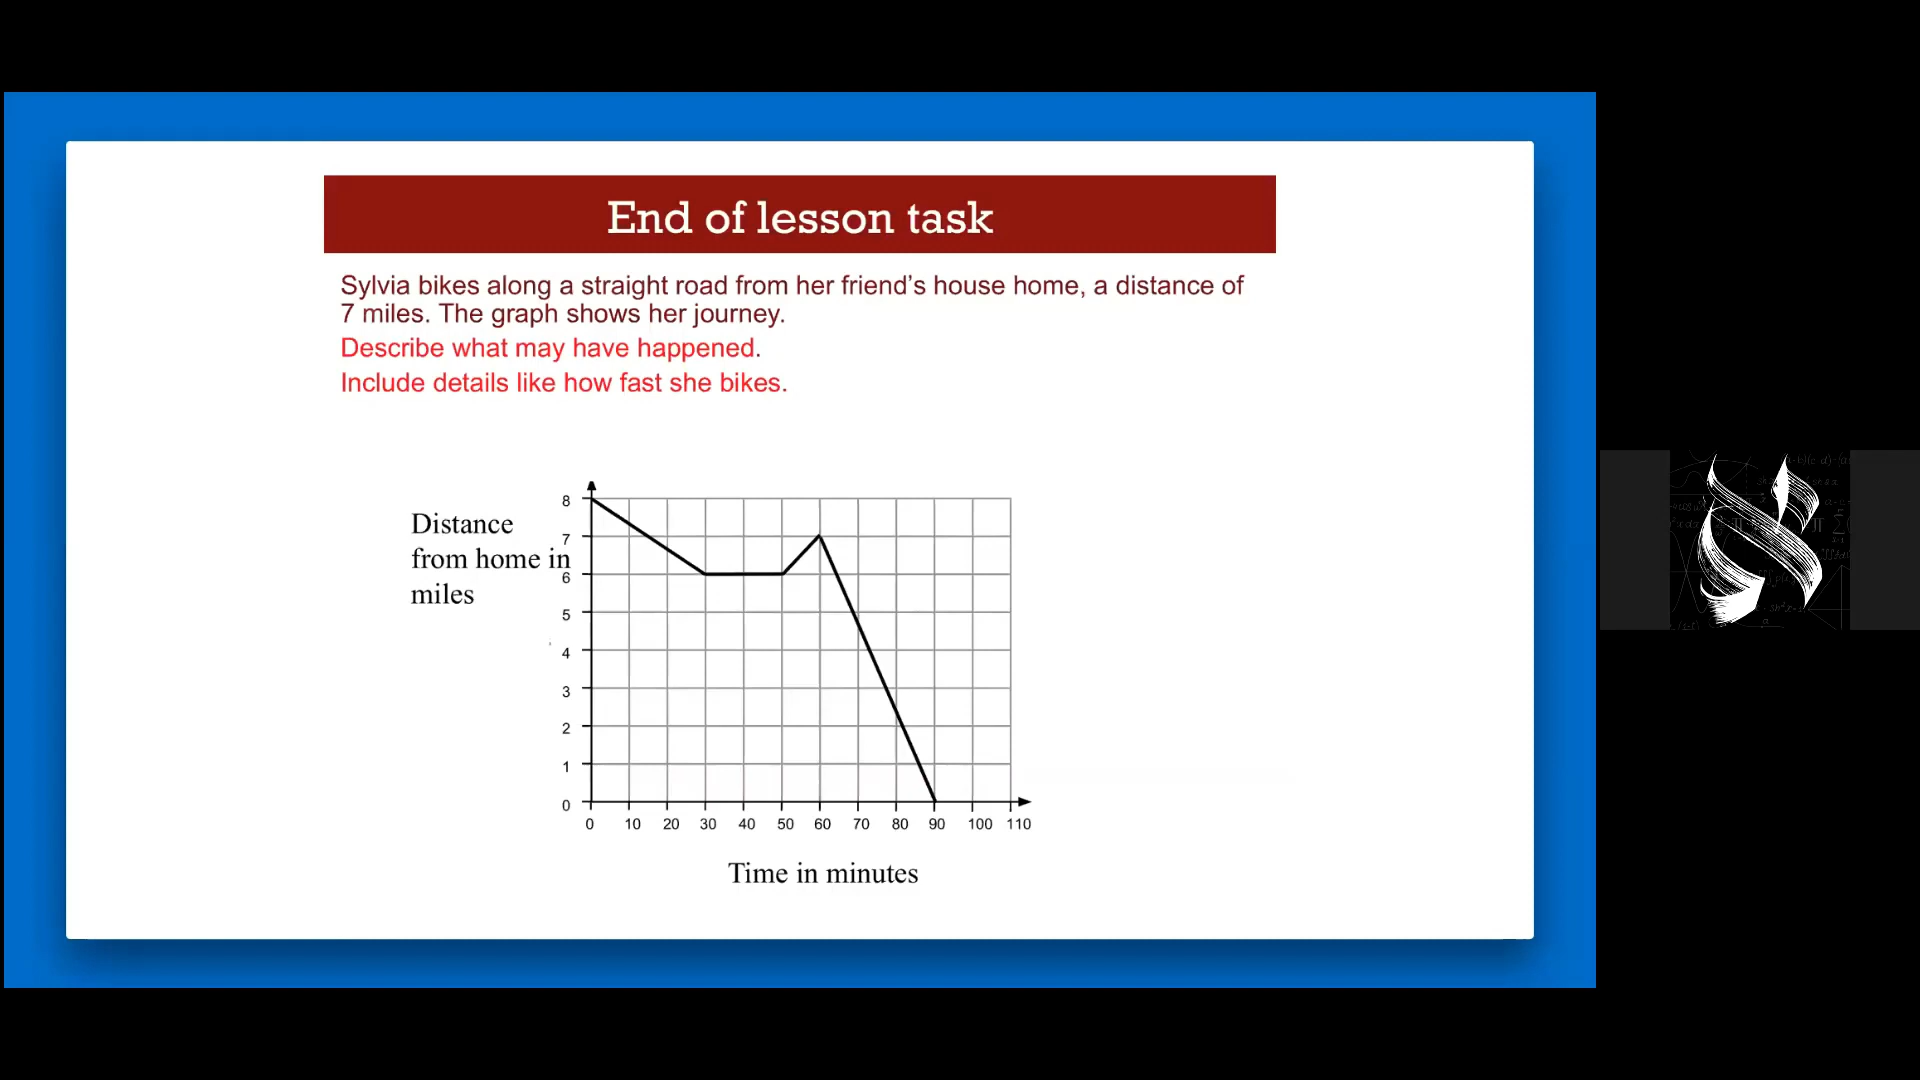 End of lesson task
Sylvia bikes along a straight road from her friend's house home, a distance of
7 miles. The graph shows her journey.
Describe what may have happened.
Include details like how fast she bikes.
Distance
from home in
miles
8
7
6
5
4
3
2
1
0
0 10 20 30 40 50 60 70 80 90 100 110
Time in minutes